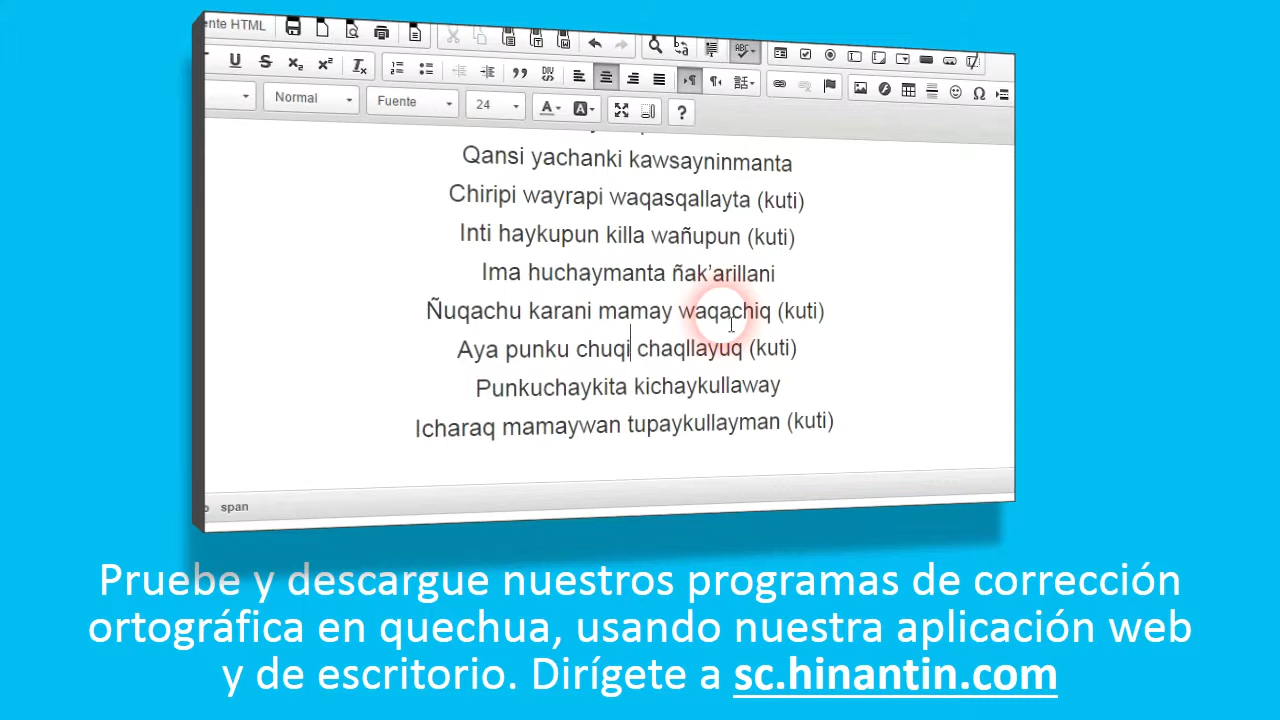 ente HTML
Normal Fuente 24
Qansi yachanki kawsayninmanta
Chiripi wayrapi waqasqallayta (kuti)
Inti haykupun killa wañupun (kuti)
Ima huchaymanta ñak'arillani
Ñuqachu karani mamay waqachiq (kuti)
Aya punku chuqi chaqllayuq (kuti)
Punkuchaykita kichaykullaway
Icharaq mamaywan tupaykullayman (kuti)
span
Pruebe y descargue nuestros programas de corrección
ortográfica en quechua, usando nuestra aplicación web
y de escritorio. Dirígete a sc.hinantin.com